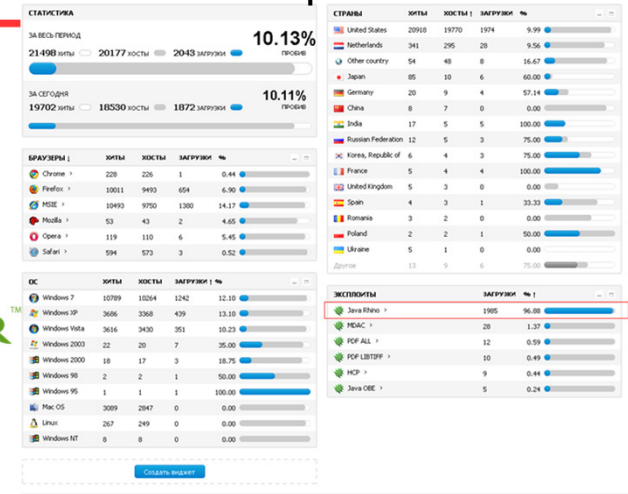 СТАТИСТИКА
ЗА ВЕСЬ ПЕРИОД
10.13%
21498 ХИТЫ 20177 ХОСТЫ 2043 ЗАГРУЗКИ ПРОБИВ
ЗА СЕГОДНЯ
10.11%
19702 ХИТЫ 18530 ХОСТЫ 1872 ЗАГРУЗКИ ПРОБИВ
БРАУЗЕРЫ ↓ ХИТЫ ХОСТЫ ЗАГРУЗКИ %
Chrome > 228 226 1 0.44
Firefox > 10011 9493 654 6.90
MSIE > 10493 9750 1380 14.17
Mozilla > 53 43 2 4.65
Opera > 119 110 6 5.45
Safari > 594 573 3 0.52
ОС ХИТЫ ХОСТЫ ЗАГРУЗКИ ↑ %
Windows 7 10789 10264 1242 12.10
Windows XP 3686 3368 439 13.10
Windows Vista 3616 3430 351 10.23
Windows 2003 22 20 7 35.00
Windows 2000 18 17 3 18.75
Windows 98 2 2 1 50.00
Windows 95 1 1 1 100.00
Mac OS 3089 2847 0 0.00
Linux 267 249 0 0.00
Windows NT 8 8 0 0.00
Создать виджет
СТРАНЫ ХИТЫ ХОСТЫ ↑ ЗАГРУЗКИ %
United States 20918 19770 1974 9.99
Netherlands 341 295 28 9.56
Other country 54 48 8 16.67
Japan 85 10 6 60.00
Germany 20 9 4 57.14
China 8 7 0 0.00
India 17 5 5 100.00
Russian Federation 12 5 3 75.00
Korea, Republic of 6 4 3 75.00
France 5 4 4 100.00
United Kingdom 5 3 0 0.00
Spain 4 3 1 33.33
Romania 3 2 0 0.00
Poland 2 2 1 50.00
Ukraine 5 1 0 0.00
Другое 13 9 6 75.00
ЭКСПЛОИТЫ ЗАГРУЗКИ % ↑
Java Rhino > 1985 96.88
MDAC > 28 1.37
PDF ALL > 12 0.59
PDF LIBTIFF > 10 0.49
HCP > 9 0.44
Java OBE > 5 0.24
TM